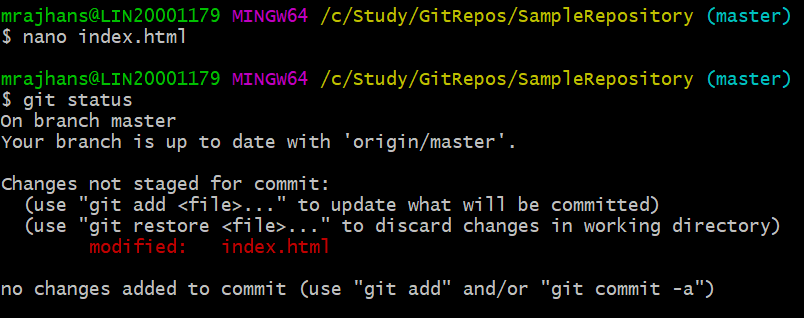 mrajhans@LIN20001179 MINGW64 /c/Study/GitRepos/SampleRepository (master)
$ nano index.html
mrajhans@LIN20001179 MINGW64 /c/Study/GitRepos/SampleRepository (master)
$ git status
On branch master
Your branch is up to date with 'origin/master'.
Changes not staged for commit:
  (use "git add <file>..." to update what will be committed)
  (use "git restore <file>..." to discard changes in working directory)
        modified:   index.html
no changes added to commit (use "git add" and/or "git commit -a")